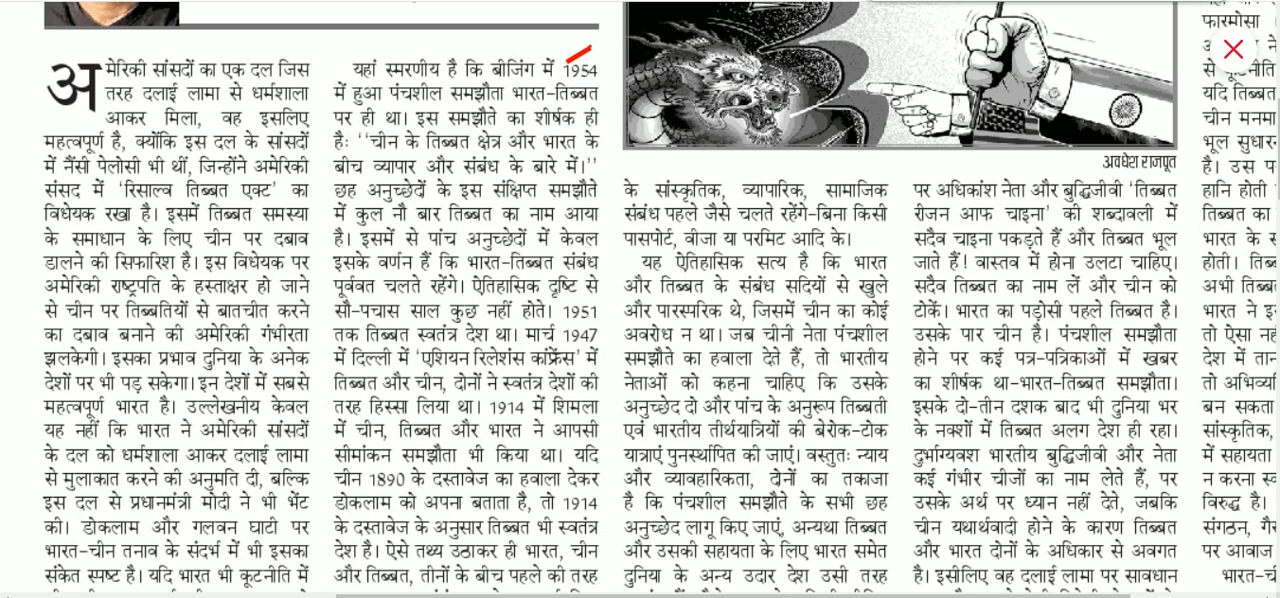 अमेरिकी सांसदों का एक दल जिस
तरह दलाई लामा से धर्मशाला
आकर मिला, वह इसलिए
महत्वपूर्ण है, क्योंकि इस दल के सांसदों
में नैंसी पेलोसी भी थीं, जिन्होंने अमेरिकी
संसद में 'रिसाल्व तिब्बत एक्ट' का
विधेयक रखा है। इसमें तिब्बत समस्या
के समाधान के लिए चीन पर दबाव
डालने की सिफारिश है। इस विधेयक पर
अमेरिकी राष्ट्रपति के हस्ताक्षर हो जाने
से चीन पर तिब्बतियों से बातचीत करने
का दबाव बनाने की अमेरिकी गंभीरता
झलकेगी। इसका प्रभाव दुनिया के अनेक
देशों पर भी पड़ सकेगा। इन देशों में सबसे
महत्वपूर्ण भारत है। उल्लेखनीय केवल
यह नहीं कि भारत ने अमेरिकी सांसदों
के दल को धर्मशाला आकर दलाई लामा
से मुलाकात करने की अनुमति दी, बल्कि
इस दल से प्रधानमंत्री मोदी ने भी भेंट
की। डोकलाम और गलवन घाटी पर
भारत-चीन तनाव के संदर्भ में भी इसका
संकेत स्पष्ट है। यदि भारत भी कूटनीति में
यहां स्मरणीय है कि बीजिंग में 1954
में हुआ पंचशील समझौता भारत-तिब्बत
पर ही था। इस समझौते का शीर्षक ही
है: ''चीन के तिब्बत क्षेत्र और भारत के
बीच व्यापार और संबंध के बारे में।''
छह अनुच्छेदों के इस संक्षिप्त समझौते
में कुल नौ बार तिब्बत का नाम आया
है। इसमें से पांच अनुच्छेदों में केवल
इसके वर्णन हैं कि भारत-तिब्बत संबंध
पूर्ववत चलते रहेंगे। ऐतिहासिक दृष्टि से
सौ-पचास साल कुछ नहीं होते। 1951
तक तिब्बत स्वतंत्र देश था। मार्च 1947
में दिल्ली में 'एशियन रिलेशंस कांफ्रेंस' में
तिब्बत और चीन, दोनों ने स्वतंत्र देशों की
तरह हिस्सा लिया था। 1914 में शिमला
में चीन, तिब्बत और भारत ने आपसी
सीमांकन समझौता भी किया था। यदि
चीन 1890 के दस्तावेज का हवाला देकर
डोकलाम को अपना बताता है, तो 1914
के दस्तावेज के अनुसार तिब्बत भी स्वतंत्र
देश है। ऐसे तथ्य उठाकर ही भारत, चीन
और तिब्बत, तीनों के बीच पहले की तरह
अवधेश राजपूत
के सांस्कृतिक, व्यापारिक, सामाजिक
संबंध पहले जैसे चलते रहेंगे-बिना किसी
पासपोर्ट, वीजा या परमिट आदि के।
यह ऐतिहासिक सत्य है कि भारत
और तिब्बत के संबंध सदियों से खुले
और पारस्परिक थे, जिसमें चीन का कोई
अवरोध न था। जब चीनी नेता पंचशील
समझौते का हवाला देते हैं, तो भारतीय
नेताओं को कहना चाहिए कि उसके
अनुच्छेद दो और पांच के अनुरूप तिब्बती
एवं भारतीय तीर्थयात्रियों की बेरोक-टोक
यात्राएं पुनर्स्थापित की जाएं। वस्तुतः न्याय
और व्यावहारिकता, दोनों का तकाजा
है कि पंचशील समझौते के सभी छह
अनुच्छेद लागू किए जाएं, अन्यथा तिब्बत
और उसकी सहायता के लिए भारत समेत
दुनिया के अन्य उदार देश उसी तरह
पर अधिकांश नेता और बुद्धिजीवी 'तिब्बत
रीजन आफ चाइना' की शब्दावली में
सदैव चाइना पकड़ते हैं और तिब्बत भूल
जाते हैं! वास्तव में होना उलटा चाहिए।
सदैव तिब्बत का नाम लें और चीन को
टोकें। भारत का पड़ोसी पहले तिब्बत है।
उसके पार चीन है। पंचशील समझौता
होने पर कई पत्र-पत्रिकाओं में खबर
का शीर्षक था-भारत-तिब्बत समझौता।
इसके दो-तीन दशक बाद भी दुनिया भर
के नक्शों में तिब्बत अलग देश ही रहा।
दुर्भाग्यवश भारतीय बुद्धिजीवी और नेता
कई गंभीर चीजों का नाम लेते हैं, पर
उसके अर्थ पर ध्यान नहीं देते, जबकि
चीन यथार्थवादी होने के कारण तिब्बत
और भारत दोनों के अधिकार से अवगत
है। इसीलिए वह दलाई लामा पर सावधान
फारमोसा
से
यदि तिब्बत
चीन
भूल
है। उस
हानि होती
तिब्बत का
भारत के
होती।
अभी
भारत ने
तो ऐसा
देश में
तो
बन सकता
सांस्कृतिक,
में सहायता
न करना
विरुद्ध है।
संगठन,
पर आवाज